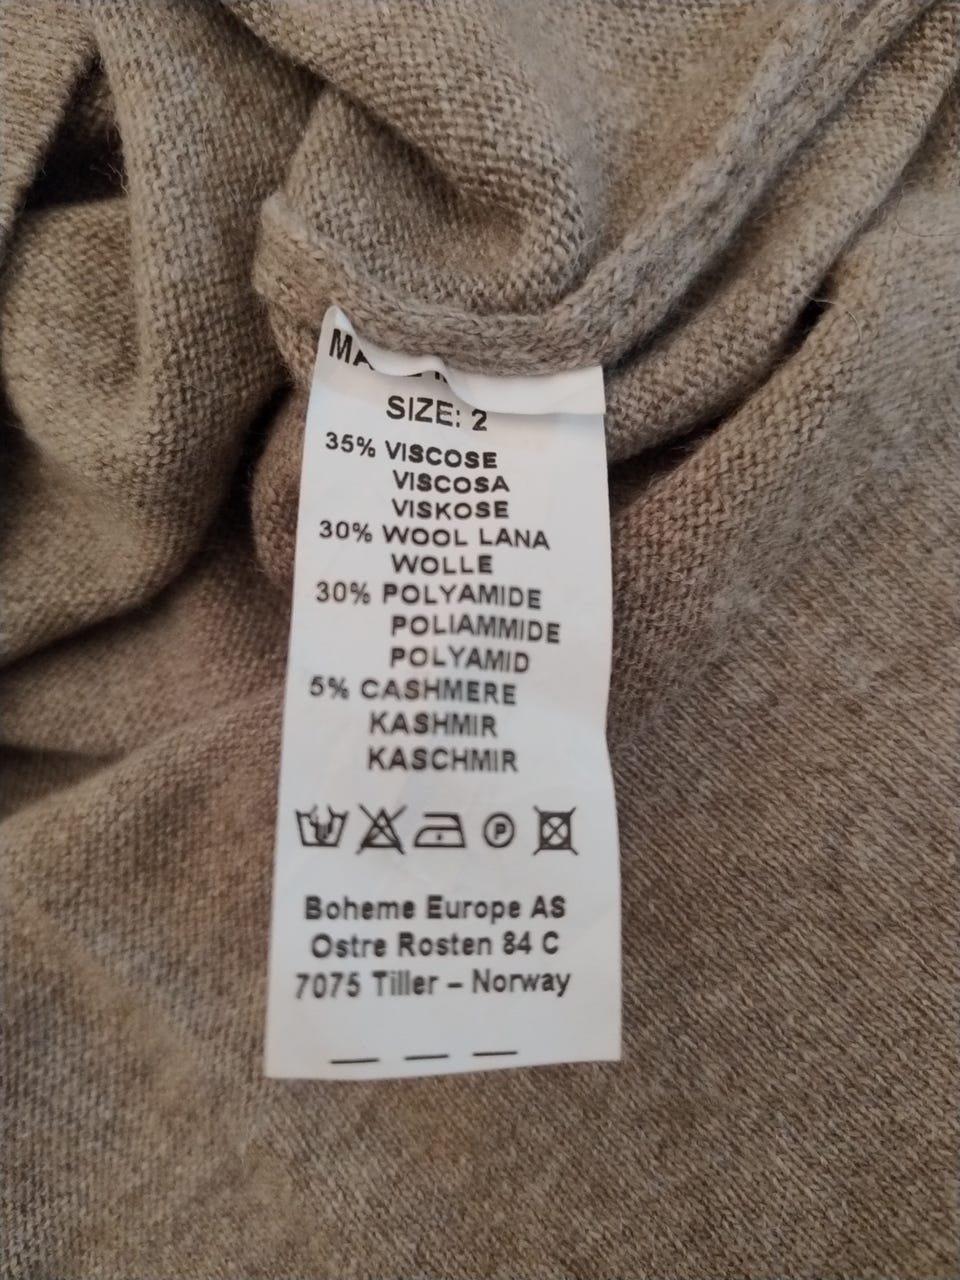 SIZE: 2
35% VISCOSE
VISCOSA
VISKOSE
30% WOOL LANA
WOLLE
30% POLYAMIDE
POLIAMMIDE
POLYAMID
5% CASHMERE
KASHMIR
KASCHMIR
P
Boheme Europe AS
Ostre Rosten 84 C
7075 Tiller – Norway